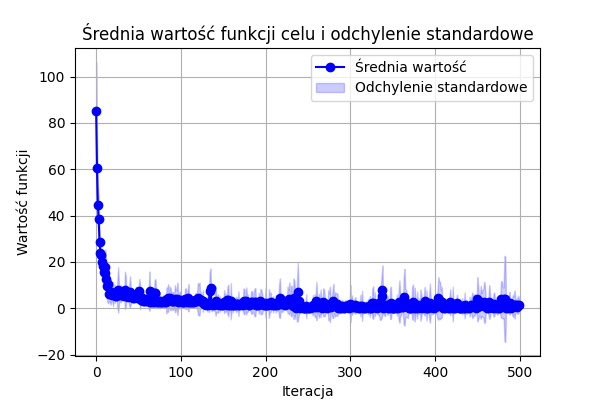 Średnia wartość funkcji celu i odchylenie standardowe
Średnia wartość
Odchylenie standardowe
Wartość funkcji
100
80
60
40
20
0
−20
0 100 200 300 400 500
Iteracja